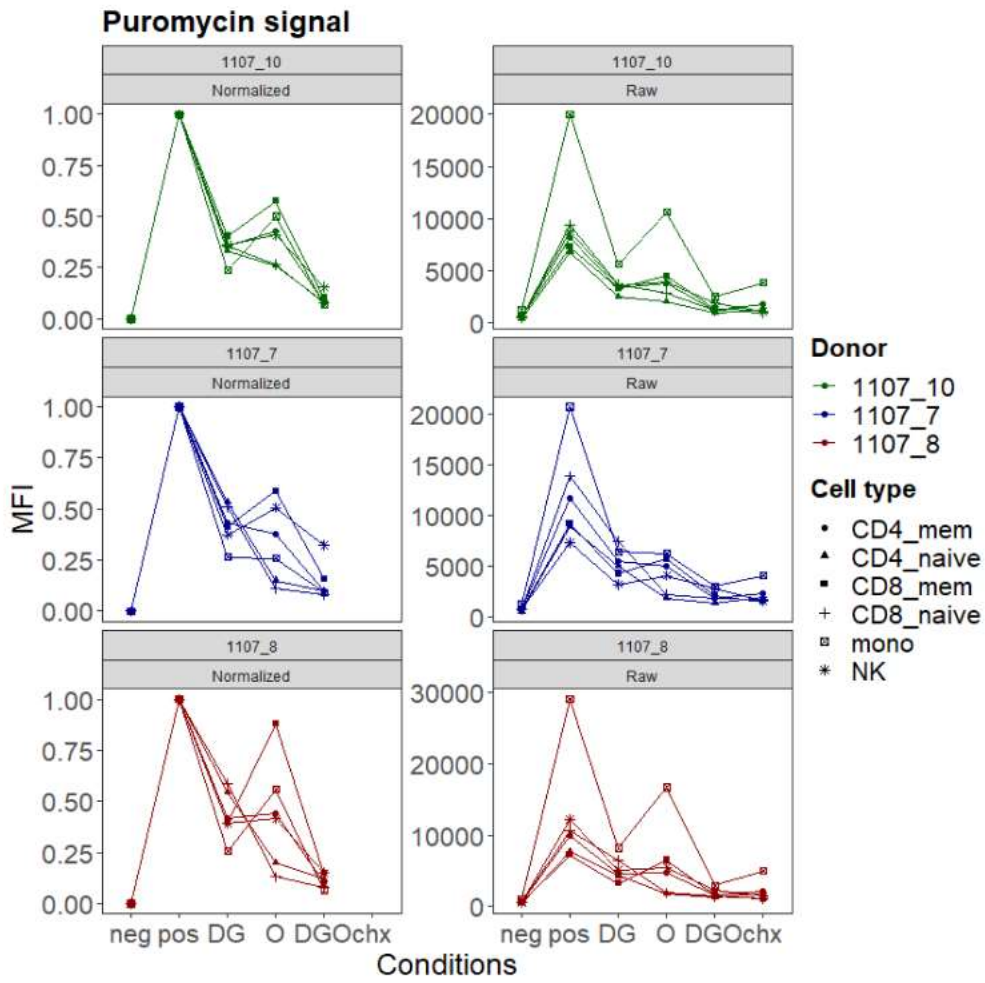 Puromycin signal
1107_10
Normalized
1.00
0.75
0.50
0.25
0.00
1107_10
Raw
20000
15000
10000
5000
0
1107_7
Normalized
1.00
0.75
0.50
0.25
0.00
1107_7
Raw
20000
15000
10000
5000
0
1107_8
Normalized
1.00
0.75
0.50
0.25
0.00
1107_8
Raw
30000
20000
10000
0
MFI
neg pos DG O DGOchx
neg pos DG O DGOchx
Conditions
Donor
1107_10
1107_7
1107_8
Cell type
CD4_mem
CD4_naive
CD8_mem
CD8_naive
mono
NK